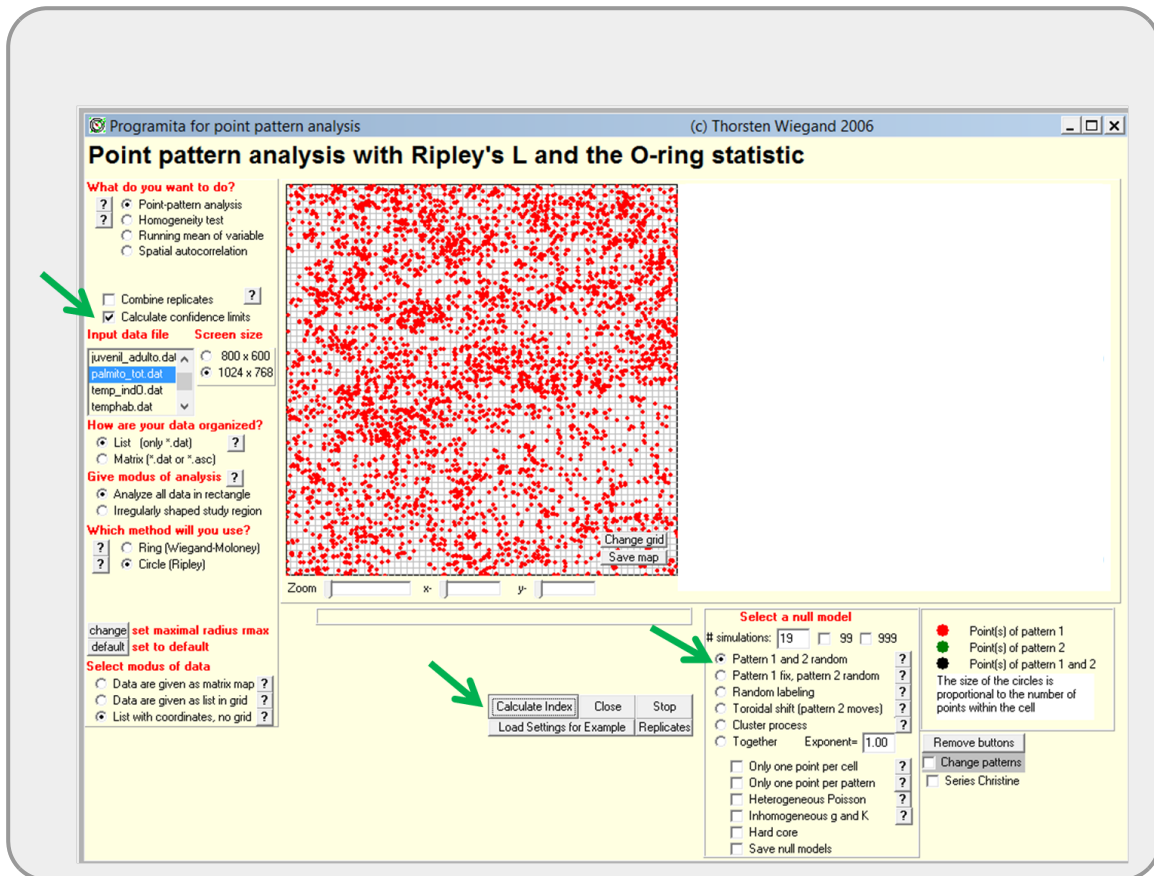 Programita for point pattern analysis (c) Thorsten Wiegand 2006
Point pattern analysis with Ripley's L and the O-ring statistic
What do you want to do?
? Point-pattern analysis
? Homogeneity test
Running mean of variable
Spatial autocorrelation
Combine replicates ?
Calculate confidence limits
Input data file Screen size
juvenil_adulto.dat 800 x 600
palmito_tot.dat 1024 x 768
temp_ind0.dat
temphab.dat
How are your data organized?
List (only *.dat) ?
Matrix (*.dat or *.asc)
Give modus of analysis ?
Analyze all data in rectangle
Irregularly shaped study region
Which method will you use?
? Ring (Wiegand-Moloney)
? Circle (Ripley)
change set maximal radius rmax
default set to default
Select modus of data
Data are given as matrix map ?
Data are given as list in grid ?
List with coordinates, no grid ?
Change grid
Save map
Zoom x- y-
Calculate Index Close Stop
Load Settings for Example Replicates
Select a null model
# simulations: 19 99 999
Pattern 1 and 2 random ?
Pattern 1 fix, pattern 2 random ?
Random labeling ?
Toroidal shift (pattern 2 moves) ?
Cluster process ?
Together Exponent= 1.00
Only one point per cell ?
Only one point per pattern ?
Heterogeneous Poisson ?
Inhomogeneous g and K ?
Hard core
Save null models
Point(s) of pattern 1
Point(s) of pattern 2
Point(s) of pattern 1 and 2
The size of the circles is
proportional to the number of
points within the cell
Remove buttons
Change patterns
Series Christine